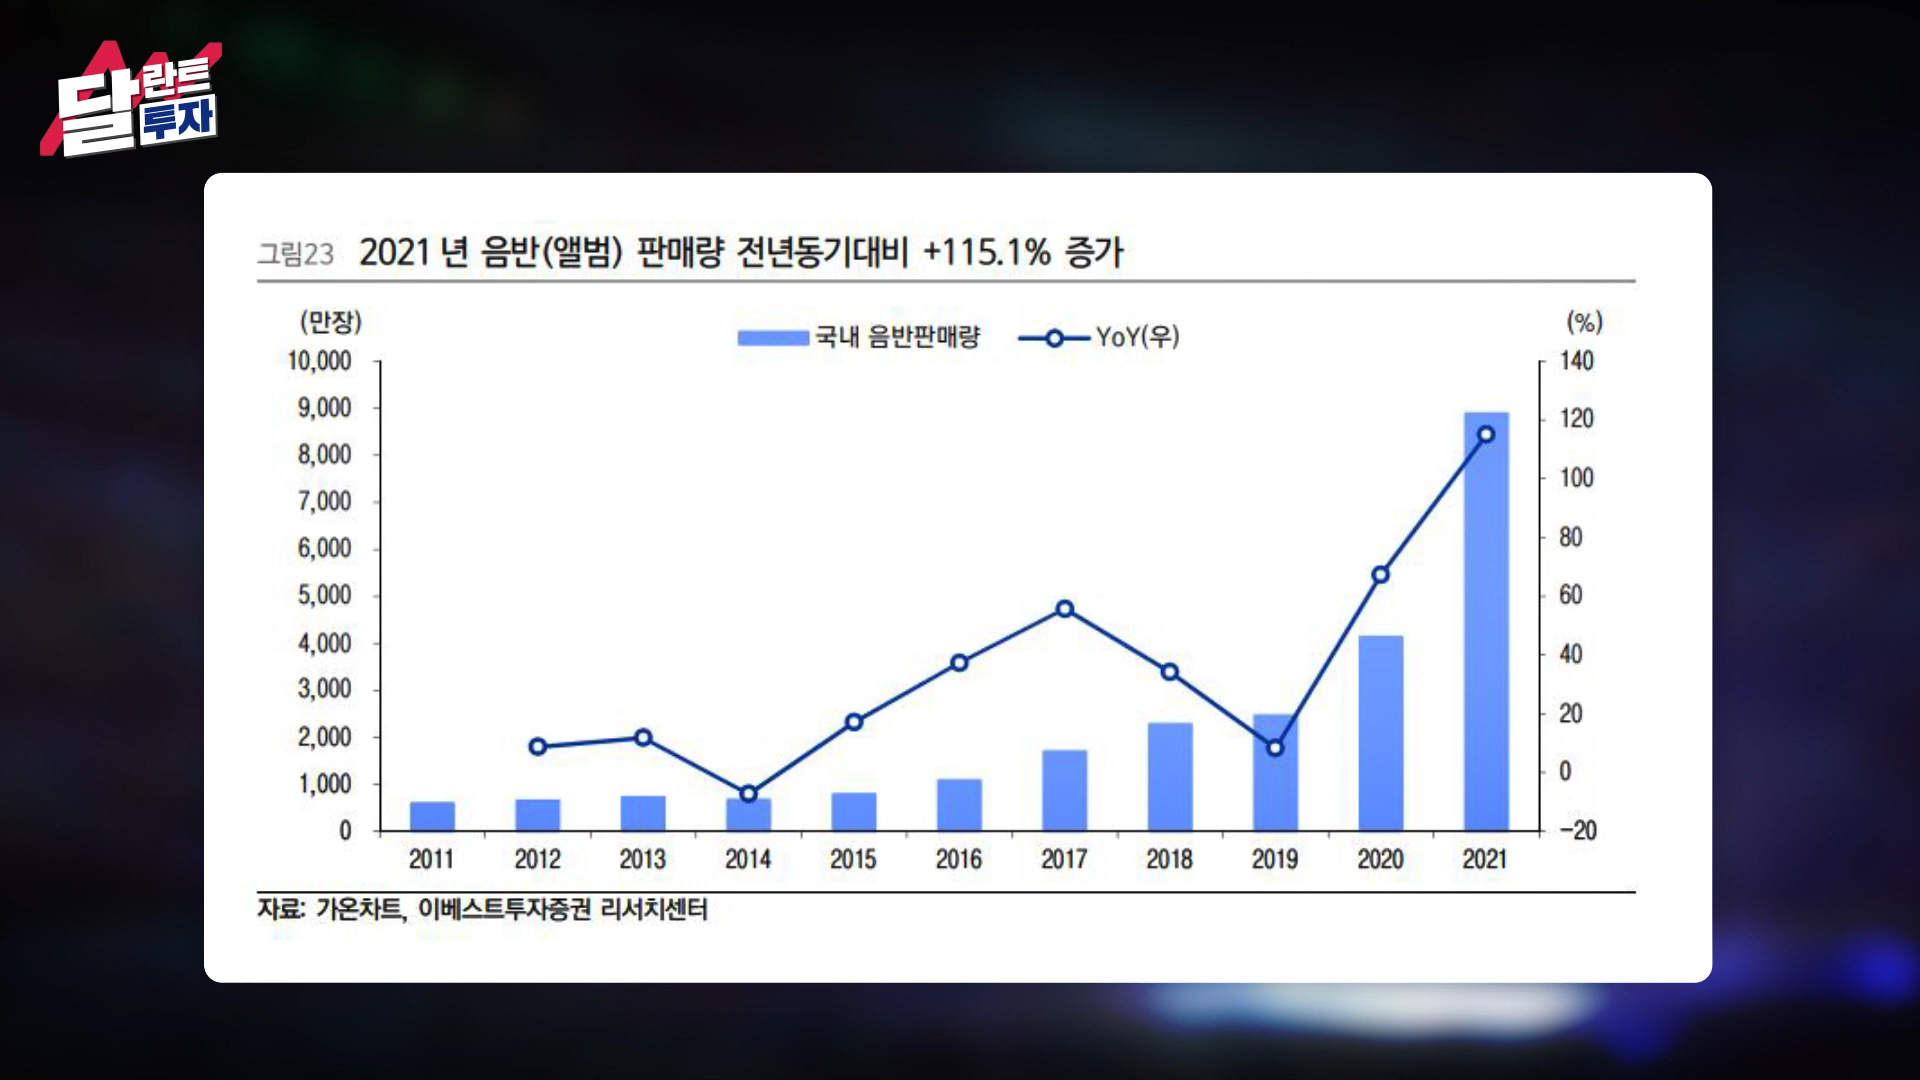 달란트
투자
그림23 2021년 음반(앨범) 판매량 전년동기대비 +115.1% 증가
(만장) 국내 음반판매량 YoY(우) (%)
10,000 140
9,000 120
8,000 100
7,000 80
6,000 60
5,000 40
4,000 20
3,000 0
2,000 -20
1,000
0
2011 2012 2013 2014 2015 2016 2017 2018 2019 2020 2021
자료: 가온차트, 이베스트투자증권 리서치센터